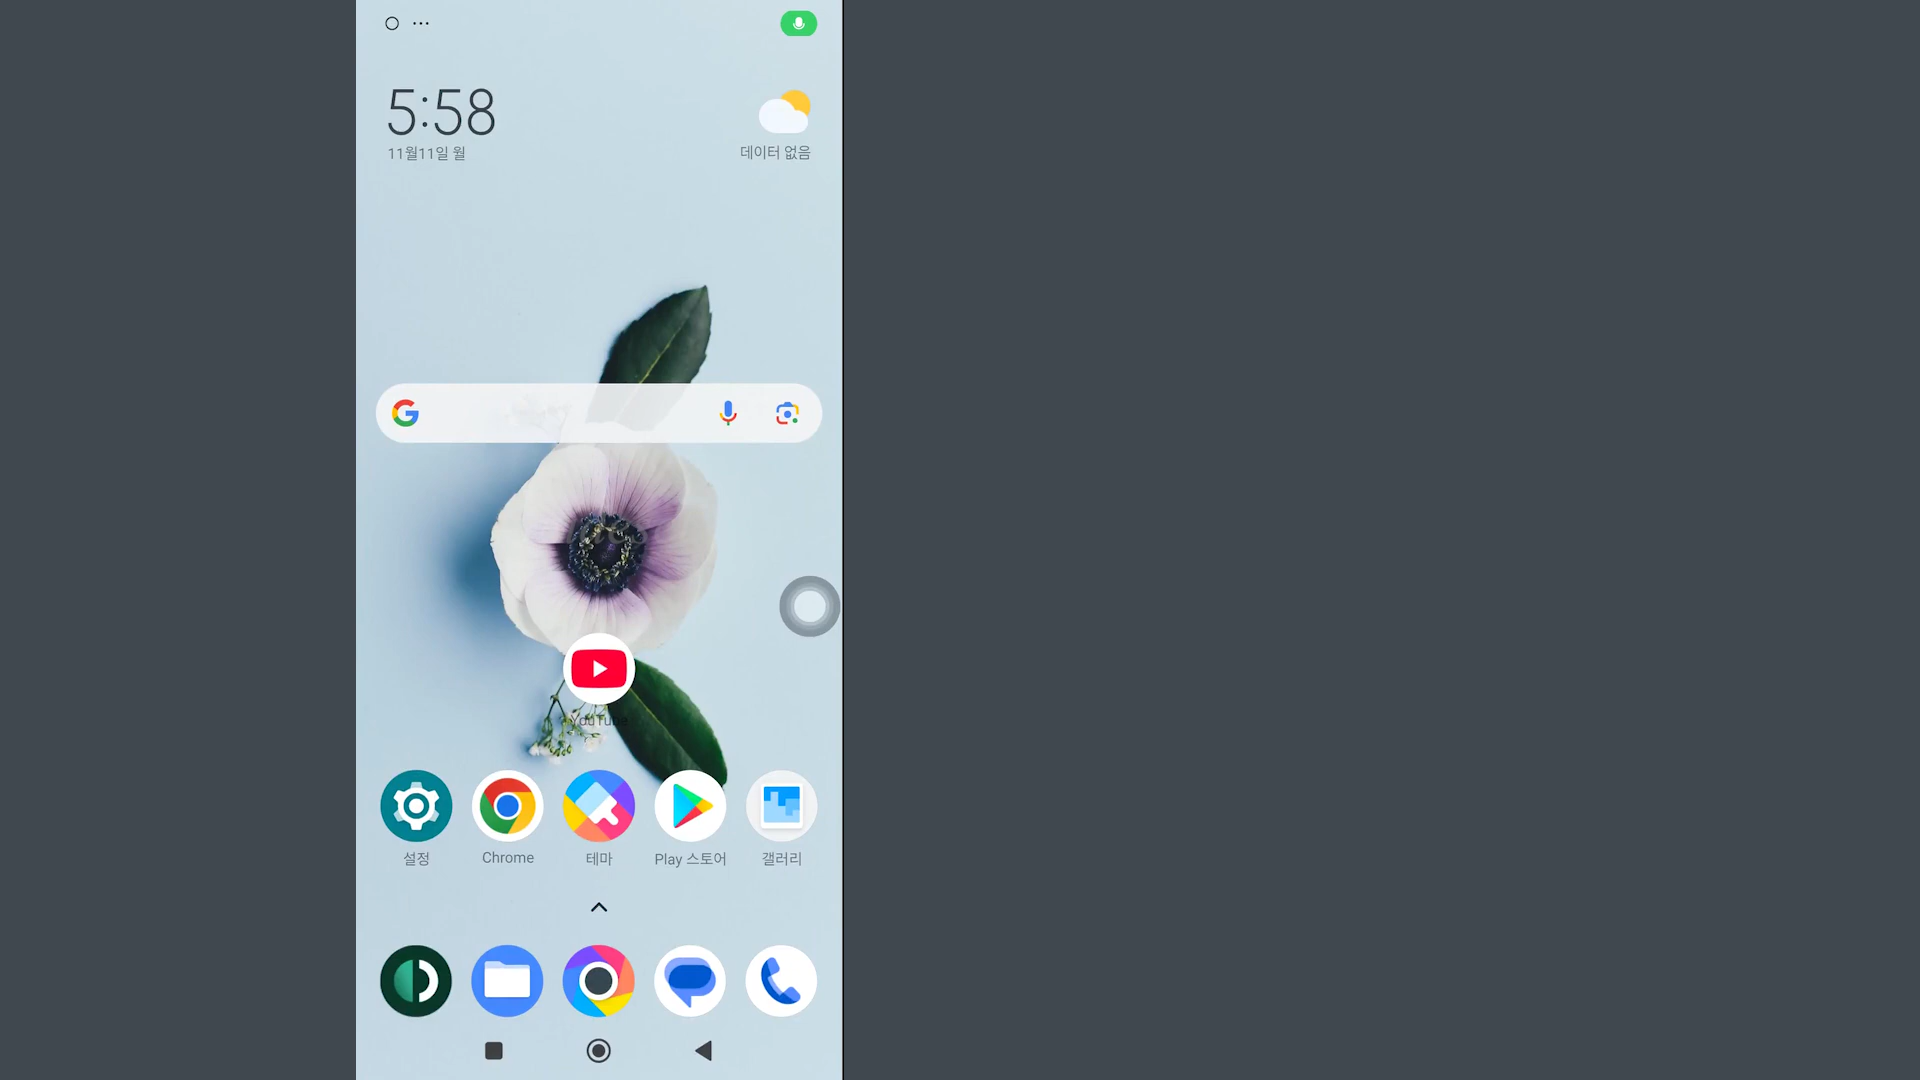 5:58
11월11일 월
데이터 없음
YouTube
설정
Chrome
테마
Play 스토어
갤러리